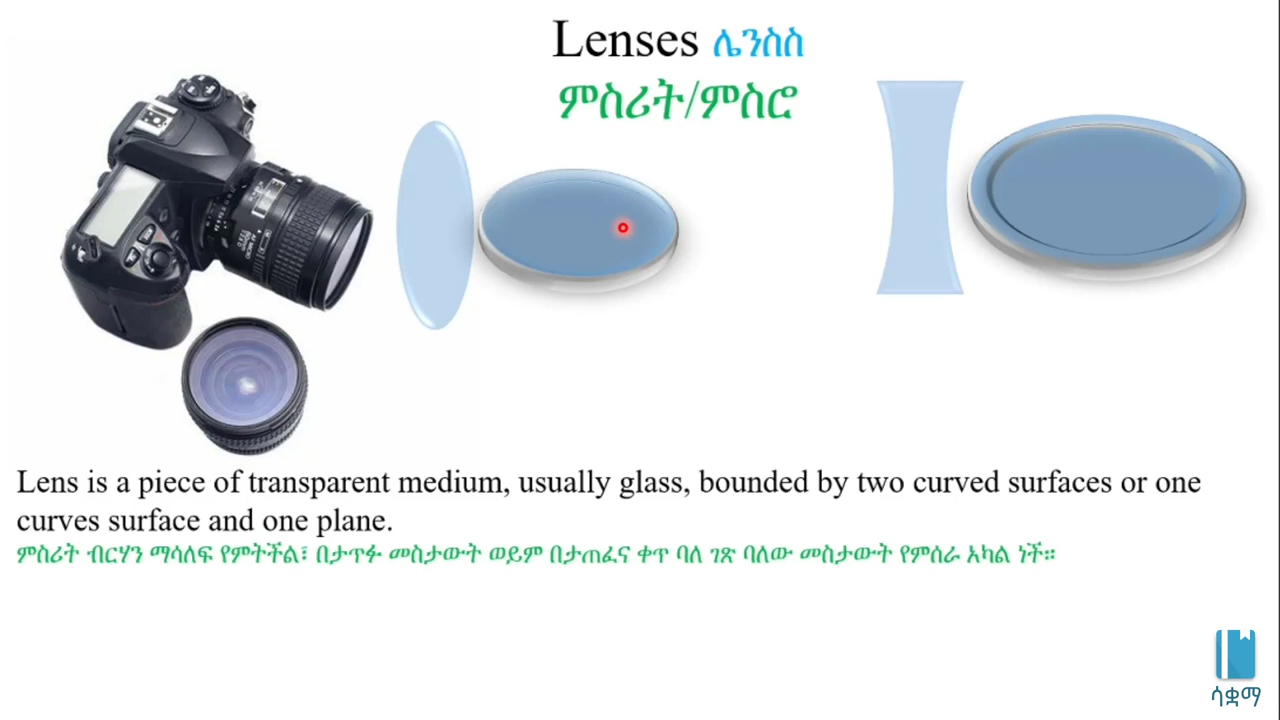 Lenses ሌንስስ
ምስሪት/ምስሮ
Lens is a piece of transparent medium, usually glass, bounded by two curved surfaces or one
curves surface and one plane.
ምስሪት ብርሃን ማሳለፍ የምትችል፣ በታጥፉ መስታውት ወይም በታጠፈና ቀጥ ባለ ገጽ ባለው መስታውት የምሰራ አካል ነች።
ሳቋማ